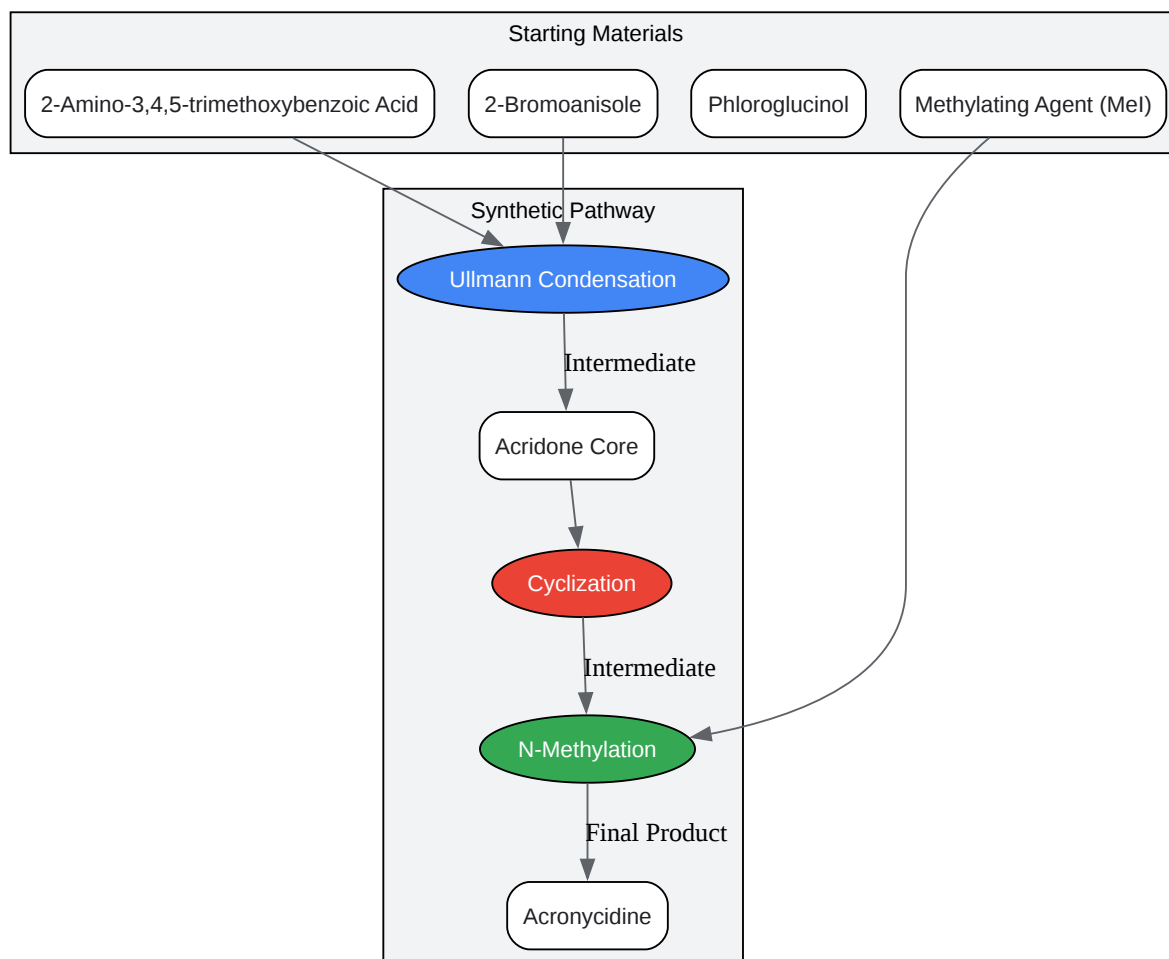 Starting Materials
2-Amino-3,4,5-trimethoxybenzoic Acid
2-Bromoanisole
Phloroglucinol
Methylating Agent (MeI)
Synthetic Pathway
Ullmann Condensation
Intermediate
Acridone Core
Cyclization
Intermediate
N-Methylation
Final Product
Acronycidine